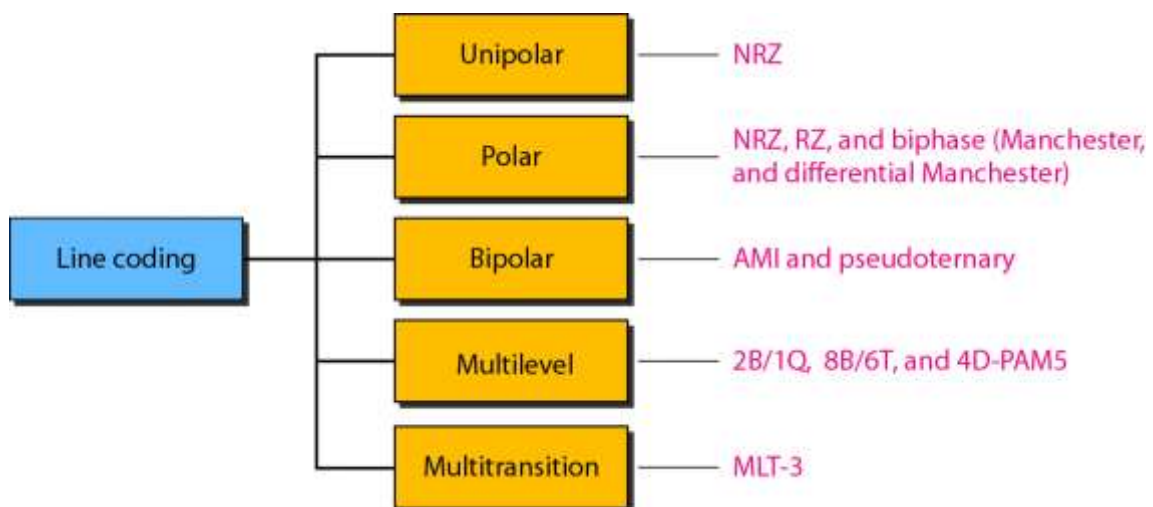 Unipolar
NRZ
Polar
NRZ, RZ, and biphase (Manchester,
and differential Manchester)
Line coding
Bipolar
AMI and pseudoternary
Multilevel
2B/1Q, 8B/6T, and 4D-PAM5
Multitransition
MLT-3